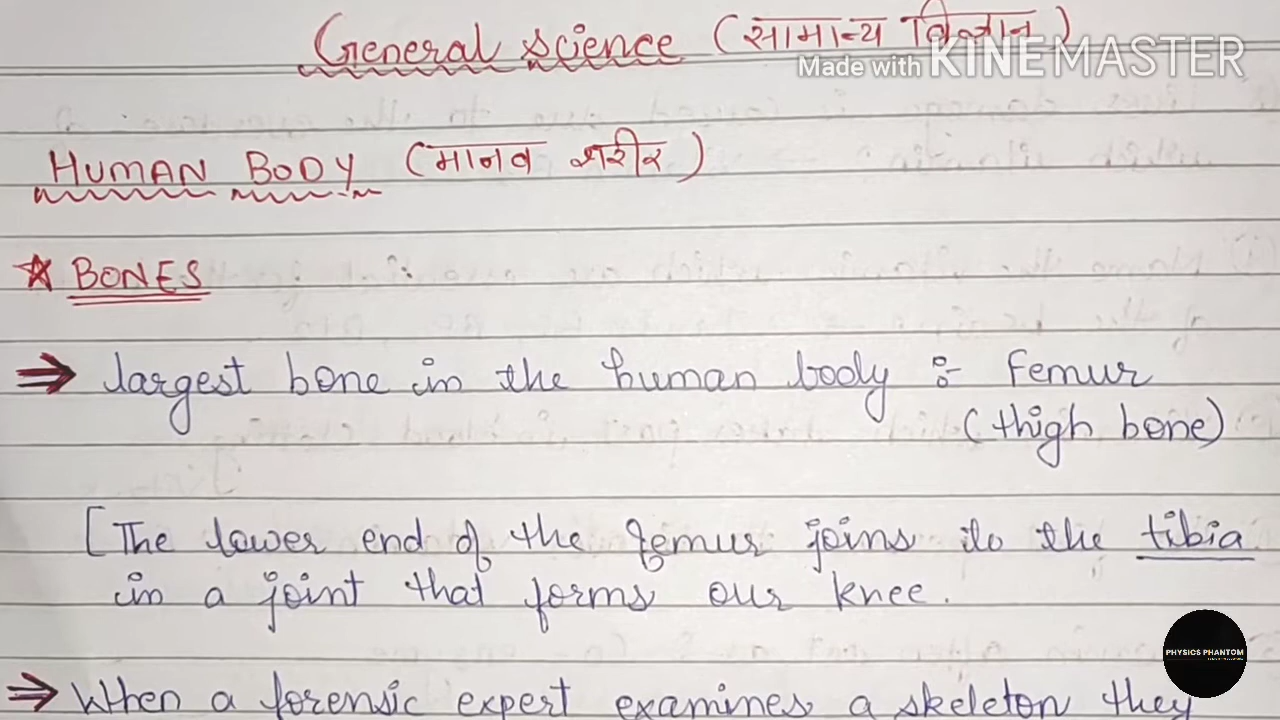 General science (सामान्य विज्ञान)
Made with KINEMASTER
HUMAN BODY (मानव शरीर)
☆ BONES
⇒ largest bone in the human body :- Femur
(thigh bone)
[The lower end of the femur joins to the tibia
in a joint that forms our knee.
PHYSICS PHANTOM
⇒ When a forensic expert examines a skeleton they